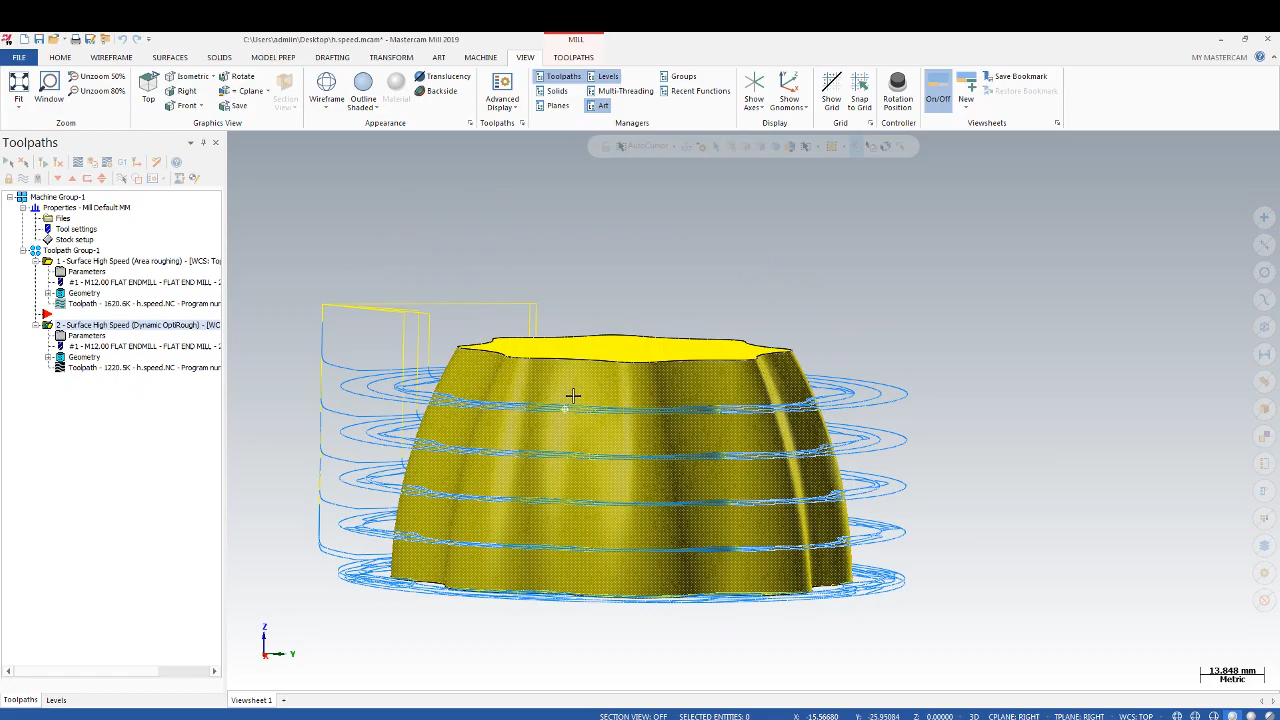 C:\Users\admiin\Desktop\h.speed.mcam* - Mastercam Mill 2019
MILL
FILE HOME WIREFRAME SURFACES SOLIDS MODEL PREP DRAFTING TRANSFORM ART MACHINE VIEW TOOLPATHS MY MASTERCAM
Fit
Window
Unzoom 50%
Unzoom 80%
Zoom
Top
Isometric
Right
Front
Rotate
Cplane
Save
Section View
Graphics View
Wireframe
Outline Shaded
Material
Translucency
Backside
Appearance
Advanced Display
Toolpaths
Toolpaths
Solids
Planes
Levels
Multi-Threading
Art
Groups
Recent Functions
Managers
Show Axes
Show Gnomons
Display
Show Grid
Snap to Grid
Grid
Rotation Position
Controller
On/Off
New
Save Bookmark
Restore Bookmark
Viewsheets
Toolpaths
AutoCursor
G1
Machine Group-1
Properties - Mill Default MM
Files
Tool settings
Stock setup
Toolpath Group-1
1 - Surface High Speed (Area roughing) - [WCS: To
Parameters
#1 - M12.00 FLAT ENDMILL - FLAT END MILL - 
Geometry
Toolpath - 1620.6K - h.speed.NC - Program nur
2 - Surface High Speed (Dynamic OptiRough) - [WC
Parameters
#1 - M12.00 FLAT ENDMILL - FLAT END MILL - 
Geometry
Toolpath - 1220.5K - h.speed.NC - Program nur
Z
Y
X
13.848 mm
Metric
Toolpaths Levels
Viewsheet 1 +
SECTION VIEW: OFF SELECTED ENTITIES: 0 X: -15.56680 Y: -25.95084 Z: 0.00000 3D CPLANE: RIGHT TPLANE: RIGHT WCS: TOP